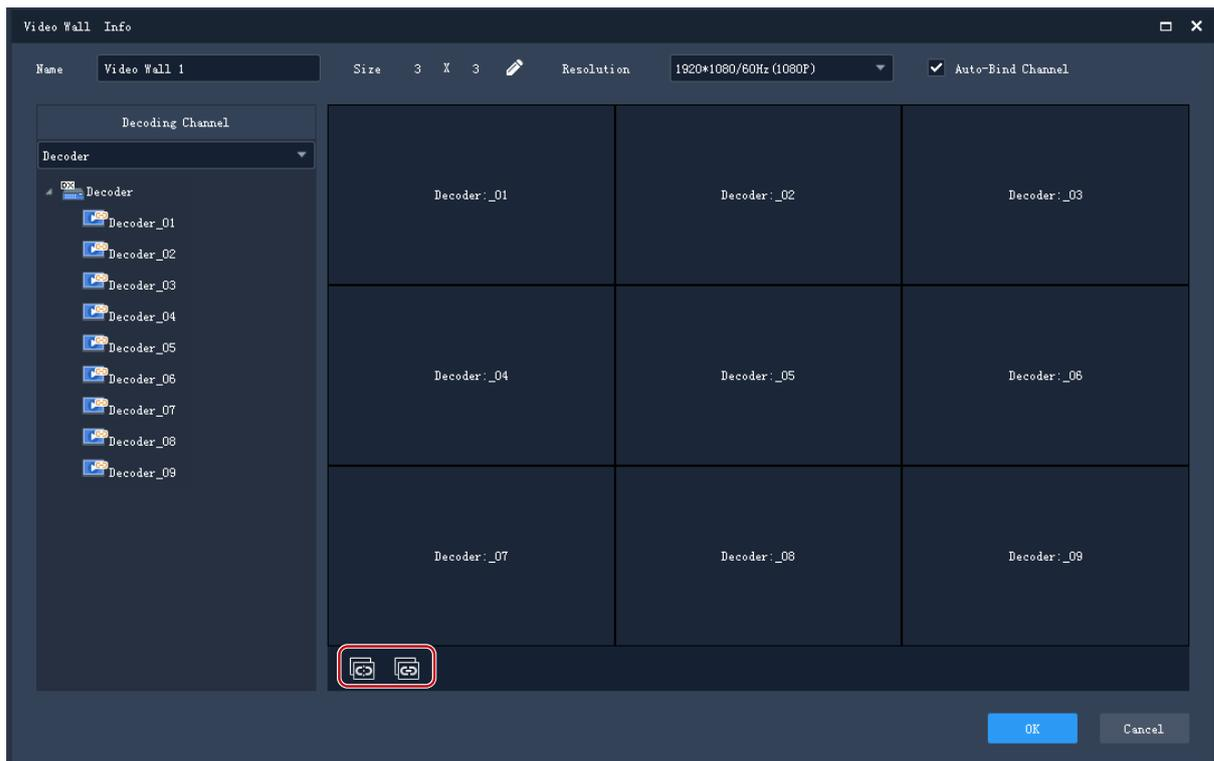 Video Wall Info
Name Video Wall 1 Size 3 X 3 Resolution 1920*1080/60Hz(1080P) Auto-Bind Channel
Decoding Channel
Decoder
DX Decoder
Decoder_01
Decoder_02
Decoder_03
Decoder_04
Decoder_05
Decoder_06
Decoder_07
Decoder_08
Decoder_09
Decoder:_01 Decoder:_02 Decoder:_03
Decoder:_04 Decoder:_05 Decoder:_06
Decoder:_07 Decoder:_08 Decoder:_09
OK Cancel